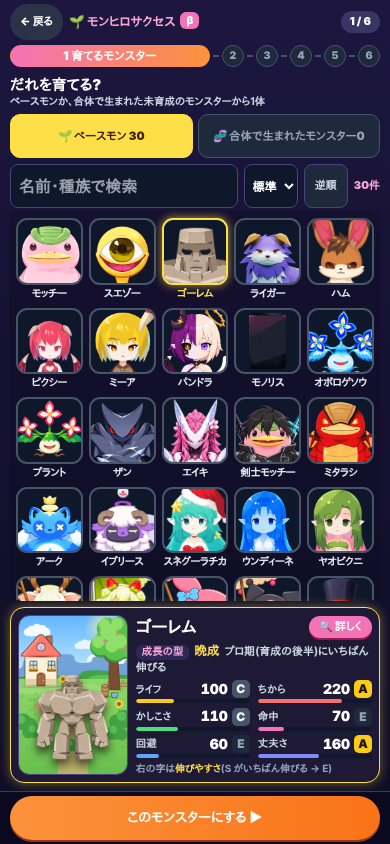 ← 戻る
🌱 モンヒロサクセス β
1 / 6
1 育てるモンスター 2 3 4 5 6
だれを育てる?
ベースモンか、合体で生まれた未育成のモンスターから1体
🌱 ベースモン 30
🧬 合体で生まれたモンスター0
名前・種族で検索
標準
逆順
30件
モッチー スエゾー ゴーレム ライガー ハム
ピクシー ミーア パンドラ モノリス オボロゲソウ
プラント ザン エイキ 剣士モッチー ミタラシ
アーク イブリース スネグーラチカ ウンディーネ ヤオビクニ
ゴーレム
🔍 詳しく
成長の型 晩成 プロ期(育成の後半)にいちばん
伸びる
ライフ 100 C ちから 220 A
かしこさ 110 C 命中 70 E
回避 60 E 丈夫さ 160 A
右の字は伸びやすさ(S がいちばん伸びる → E)
このモンスターにする ▶